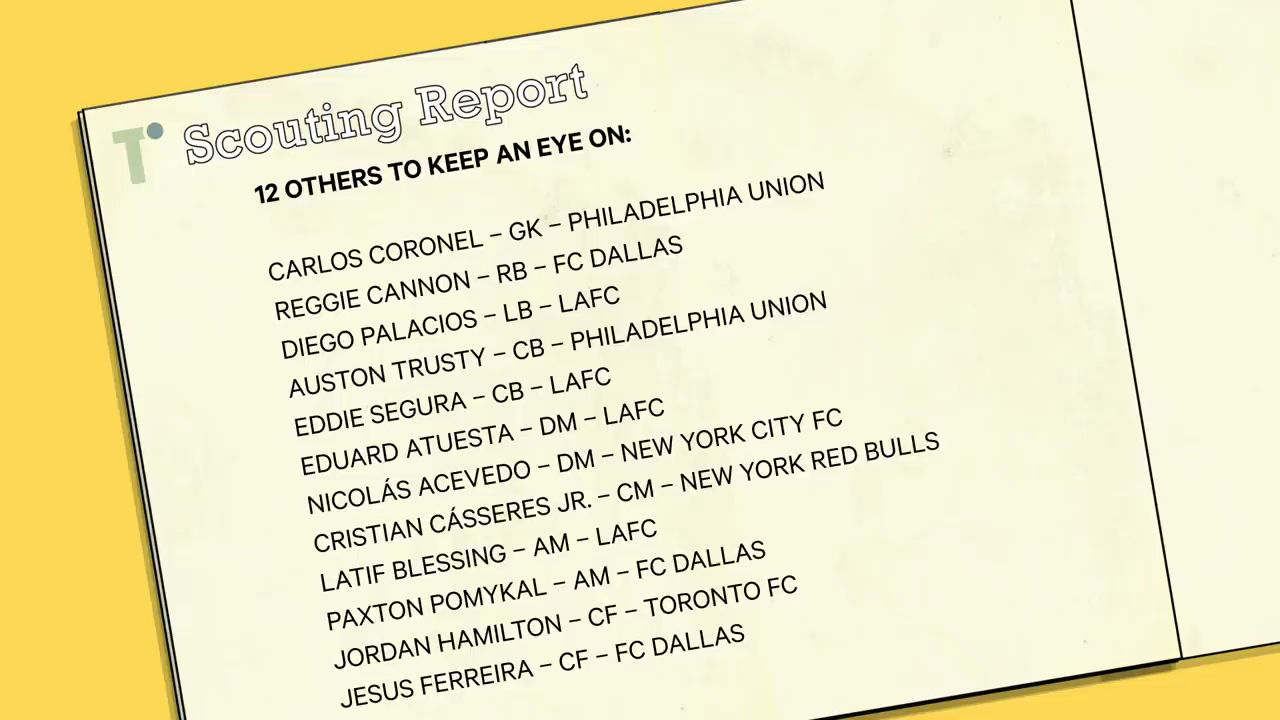 T
Scouting Report
12 OTHERS TO KEEP AN EYE ON:
CARLOS CORONEL – GK – PHILADELPHIA UNION
REGGIE CANNON – RB – FC DALLAS
DIEGO PALACIOS – LB – LAFC
AUSTON TRUSTY – CB – PHILADELPHIA UNION
EDDIE SEGURA – CB – LAFC
EDUARD ATUESTA – DM – LAFC
NICOLÁS ACEVEDO – DM – NEW YORK CITY FC
CRISTIAN CÁSSERES JR. – CM – NEW YORK RED BULLS
LATIF BLESSING – AM – LAFC
PAXTON POMYKAL – AM – FC DALLAS
JORDAN HAMILTON – CF – TORONTO FC
JESUS FERREIRA – CF – FC DALLAS